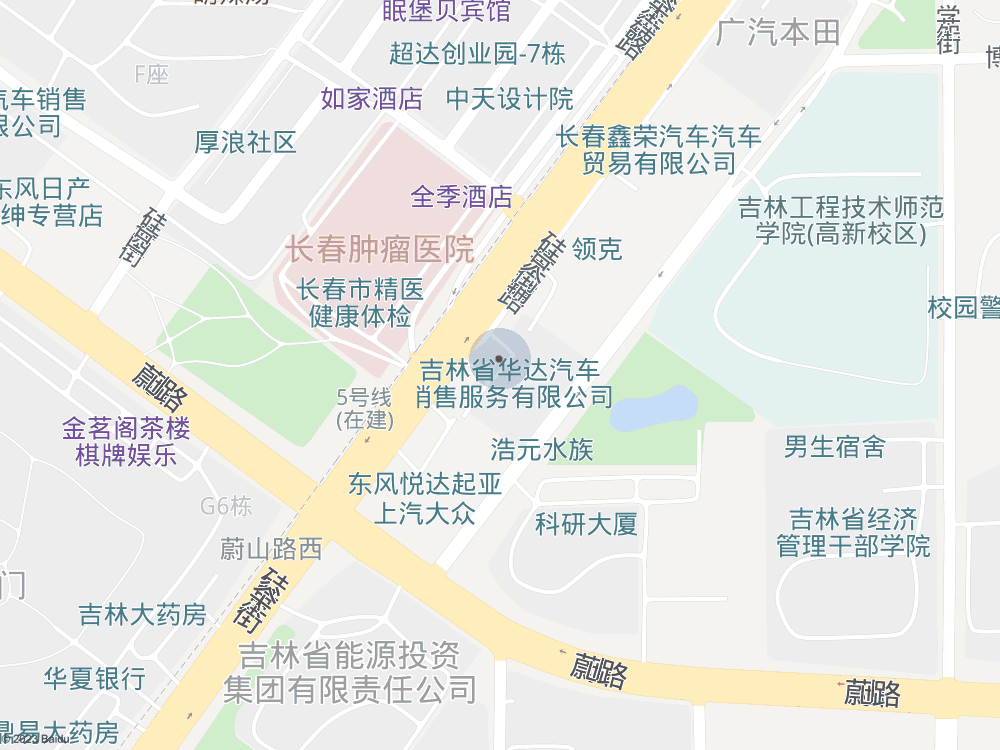 眠堡贝宾馆
广汽本田
超达创业园-7栋
F座
汽车销售
限公司
如家酒店
中天设计院
厚浪社区
长春鑫荣汽车汽车
贸易有限公司
东风日产
绅专营店
全季酒店
吉林工程技术师范
学院(高新校区)
长春肿瘤医院
领克
长春市精医
健康体检
校园警
吉林省华达汽车
肖售服务有限公司
5号线
(在建)
蔚山路
金茗阁茶楼
棋牌娱乐
浩元水族
男生宿舍
东风悦达起亚
上汽大众
G6栋
科研大厦
吉林省经济
管理干部学院
蔚山路西
门
硅谷大街
吉林大药房
吉林省能源投资
集团有限责任公司
华夏银行
蔚山路
蔚山路
鼎易大药房
© 2023 Baidu